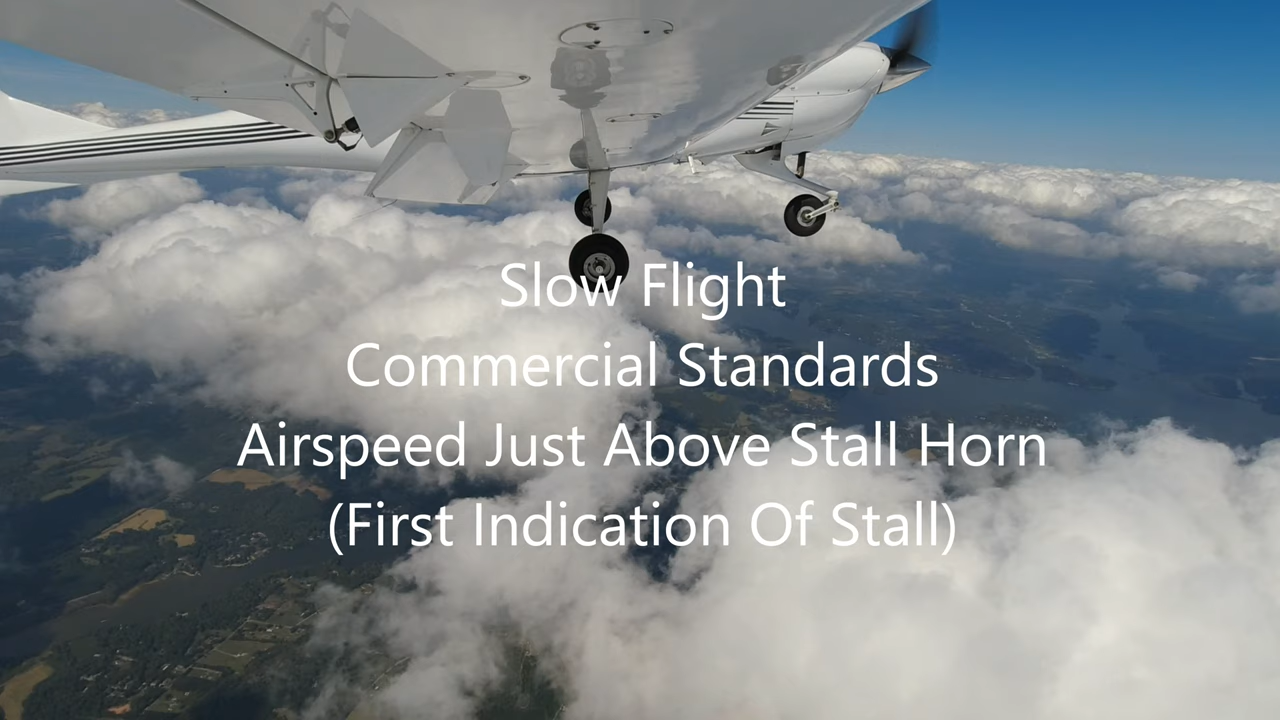 Slow Flight
Commercial Standards
Airspeed Just Above Stall Horn
(First Indication Of Stall)